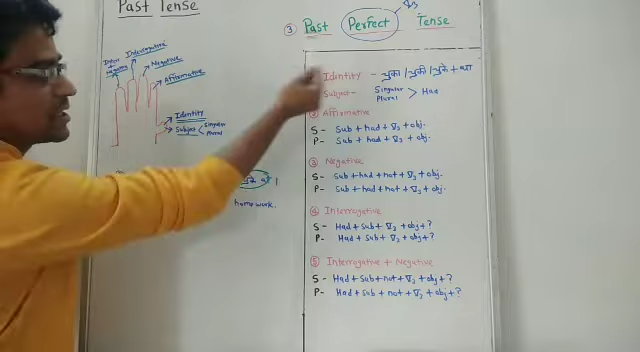 Past Tense
Interrogative
Negative
Affirmative
Identity
Subject
Singular
Plural
home work.
③ Past Perfect Tense
V₃
Identity - चुका / चुकी / चुके + था
Subject- Singular
Plural > Had
② Affirmative
S- Sub + had + V₃ + obj.
P- Sub + had + V₃ + obj.
③ Negative
S- Sub + had + not + V₃ + obj.
P- Sub + had + not + V₃ + obj.
④ Interrogative
S- Had + Sub + V₃ + obj + ?
P- Had + Sub + V₃ + obj + ?
⑤ Interrogative + Negative
S- Had + Sub + not + V₃ + obj + ?
P- Had + Sub + not + V₃ + obj + ?